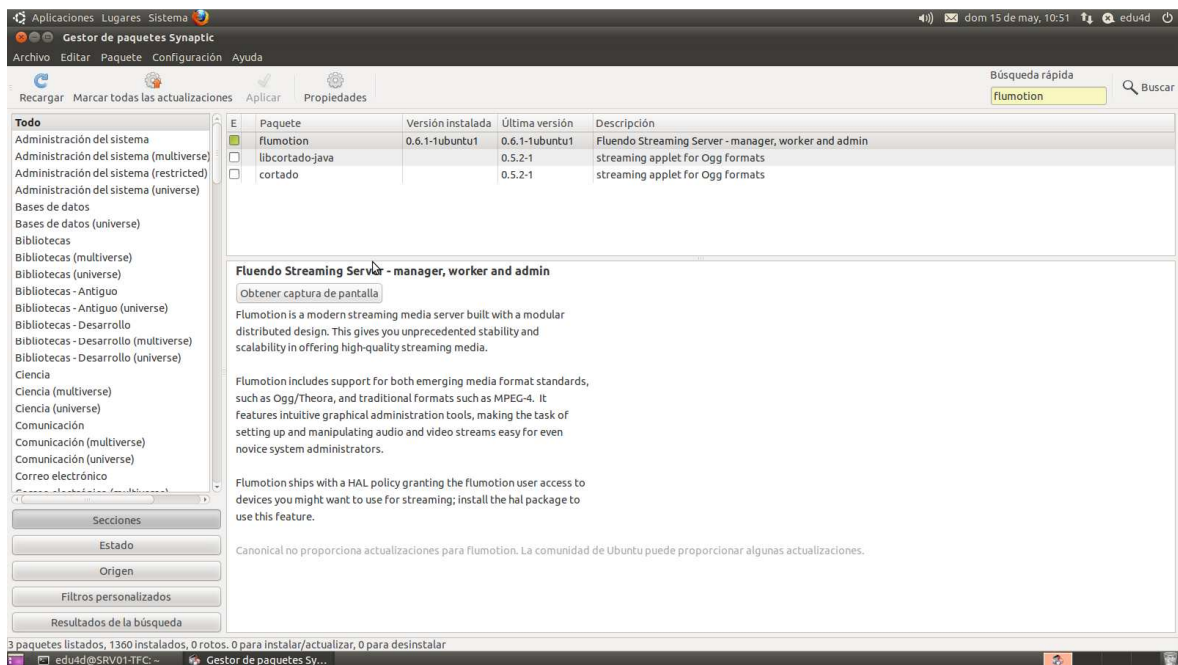 Aplicaciones Lugares Sistema
dom 15 de may, 10:51
edu4d
Gestor de paquetes Synaptic
Archivo Editar Paquete Configuración Ayuda
Recargar Marcar todas las actualizaciones Aplicar Propiedades
Búsqueda rápida
flumotion
Buscar
Todo
Administración del sistema
Administración del sistema (multiverse)
Administración del sistema (restricted)
Administración del sistema (universe)
Bases de datos
Bases de datos (universe)
Bibliotecas
Bibliotecas (multiverse)
Bibliotecas (universe)
Bibliotecas - Antiguo
Bibliotecas - Antiguo (universe)
Bibliotecas - Desarrollo
Bibliotecas - Desarrollo (multiverse)
Bibliotecas - Desarrollo (universe)
Ciencia
Ciencia (multiverse)
Ciencia (universe)
Comunicación
Comunicación (multiverse)
Comunicación (universe)
Correo electrónico
Secciones
Estado
Origen
Filtros personalizados
Resultados de la búsqueda
E Paquete Versión instalada Última versión Descripción
flumotion 0.6.1-1ubuntu1 0.6.1-1ubuntu1 Fluendo Streaming Server - manager, worker and admin
libcortado-java 0.5.2-1 streaming applet for Ogg formats
cortado 0.5.2-1 streaming applet for Ogg formats
Fluendo Streaming Server - manager, worker and admin
Obtener captura de pantalla
Flumotion is a modern streaming media server built with a modular
distributed design. This gives you unprecedented stability and
scalability in offering high-quality streaming media.
Flumotion includes support for both emerging media format standards,
such as Ogg/Theora, and traditional formats such as MPEG-4. It
features intuitive graphical administration tools, making the task of
setting up and manipulating audio and video streams easy for even
novice system administrators.
Flumotion ships with a HAL policy granting the flumotion user access to
devices you might want to use for streaming; install the hal package to
use this feature.
Canonical no proporciona actualizaciones para flumotion. La comunidad de Ubuntu puede proporcionar algunas actualizaciones.
3 paquetes listados, 1360 instalados, 0 rotos. 0 para instalar/actualizar, 0 para desinstalar
edu4d@SRV01-TFC: ~
Gestor de paquetes Sy...